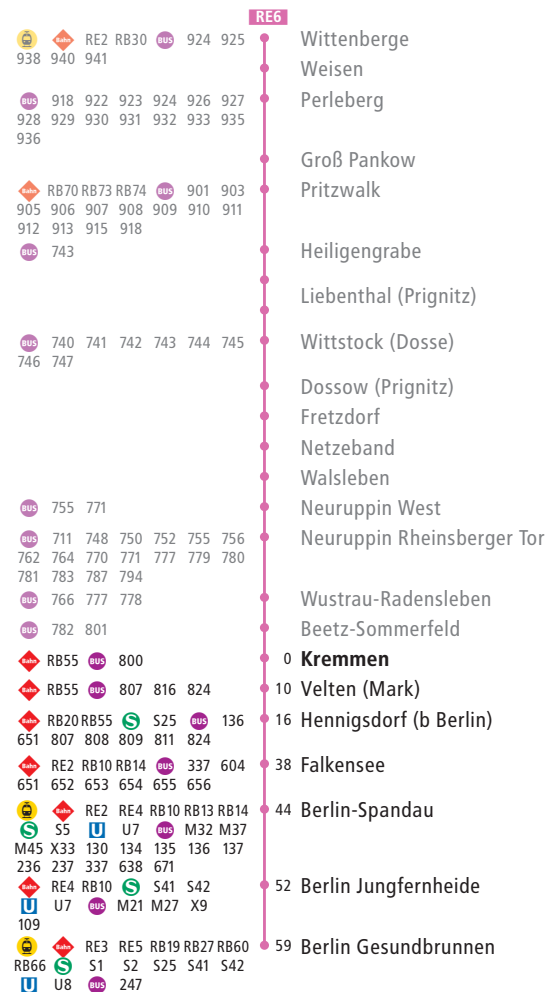 RE6
Bahn RE2 RB30 BUS 924 925 Wittenberge
938 940 941
Weisen
BUS 918 922 923 924 926 927 Perleberg
928 929 930 931 932 933 935
936
Groß Pankow
Bahn RB70 RB73 RB74 BUS 901 903 Pritzwalk
905 906 907 908 909 910 911
912 913 915 918
BUS 743 Heiligengrabe
Liebenthal (Prignitz)
BUS 740 741 742 743 744 745 Wittstock (Dosse)
746 747
Dossow (Prignitz)
Fretzdorf
Netzeband
Walsleben
BUS 755 771 Neuruppin West
BUS 711 748 750 752 755 756 Neuruppin Rheinsberger Tor
762 764 770 771 777 779 780
781 783 787 794
BUS 766 777 778 Wustrau-Radensleben
BUS 782 801 Beetz-Sommerfeld
Bahn RB55 BUS 800 0 Kremmen
Bahn RB55 BUS 807 816 824 10 Velten (Mark)
Bahn RB20 RB55 S S25 BUS 136 16 Hennigsdorf (b Berlin)
651 807 808 809 811 824
Bahn RE2 RB10 RB14 BUS 337 604 38 Falkensee
651 652 653 654 655 656
Bahn RE2 RE4 RB10 RB13 RB14 44 Berlin-Spandau
S S5 U U7 BUS M32 M37
M45 X33 130 134 135 136 137
236 237 337 638 671
Bahn RE4 RB10 S S41 S42 52 Berlin Jungfernheide
U U7 BUS M21 M27 X9
109
Bahn RE3 RE5 RB19 RB27 RB60 59 Berlin Gesundbrunnen
RB66 S S1 S2 S25 S41 S42
U U8 BUS 247